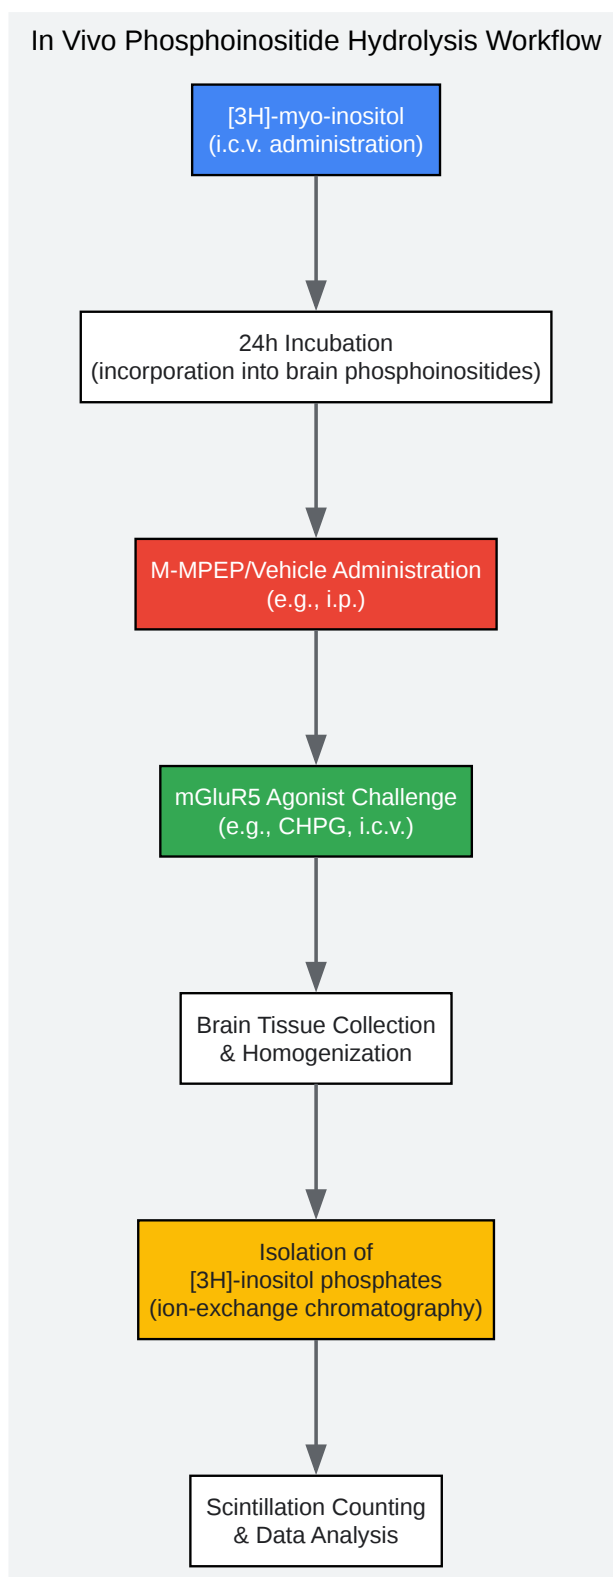 In Vivo Phosphoinositide Hydrolysis Workflow
[3H]-myo-inositol
(i.c.v. administration)
24h Incubation
(incorporation into brain phosphoinositides)
M-MPEP/Vehicle Administration
(e.g., i.p.)
mGluR5 Agonist Challenge
(e.g., CHPG, i.c.v.)
Brain Tissue Collection
& Homogenization
Isolation of
[3H]-inositol phosphates
(ion-exchange chromatography)
Scintillation Counting
& Data Analysis